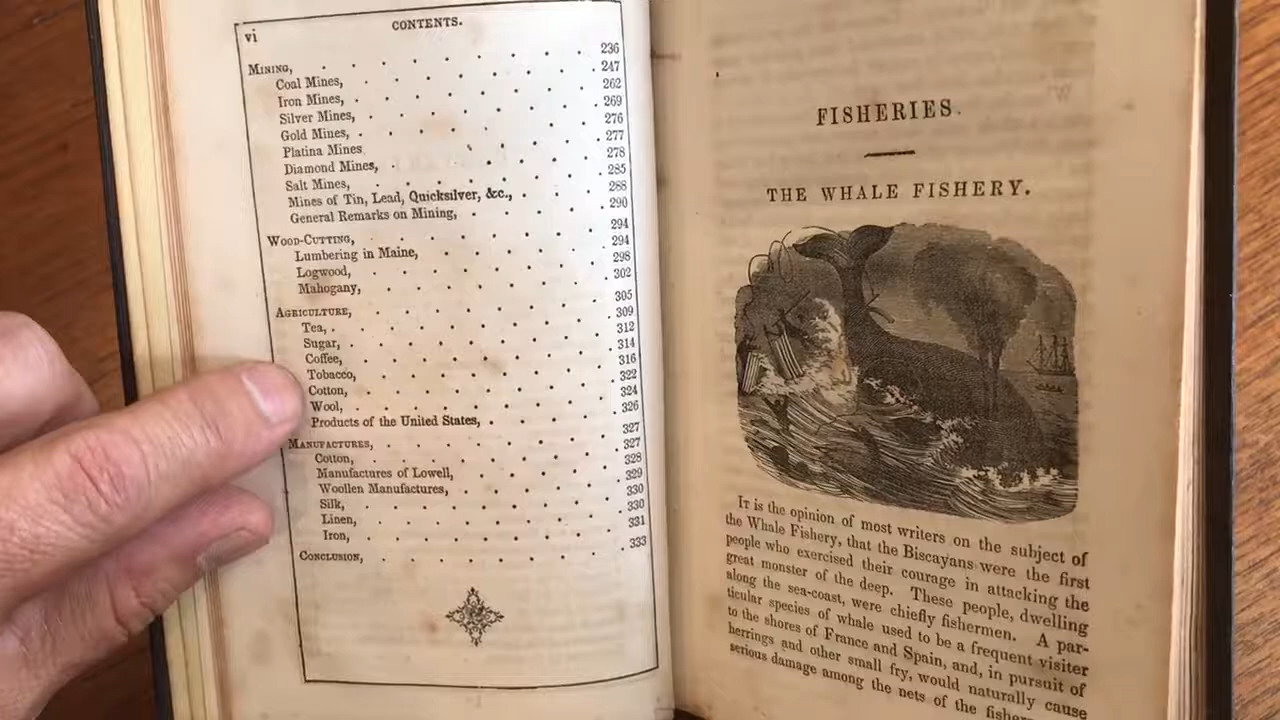 vi
CONTENTS.
MINING, 236
Coal Mines, 247
Iron Mines, 262
Silver Mines, 269
Gold Mines, 276
Platina Mines 277
Diamond Mines, 278
Salt Mines, 285
Mines of Tin, Lead, Quicksilver, &c., 288
General Remarks on Mining, 290
WOOD-CUTTING, 294
Lumbering in Maine, 294
Logwood, 298
Mahogany, 302
AGRICULTURE, 305
Tea, 309
Sugar, 312
Coffee, 314
Tobacco, 316
Cotton, 322
Wool, 324
Products of the United States, 326
MANUFACTURES, 327
Cotton, 327
Manufactures of Lowell, 328
Woollen Manufactures, 329
Silk, 330
Linen, 330
Iron, 331
CONCLUSION, 333
FISHERIES.
THE WHALE FISHERY.
IT is the opinion of most writers on the subject of
the Whale Fishery, that the Biscayans were the first
people who exercised their courage in attacking the
great monster of the deep. These people, dwelling
along the sea-coast, were chiefly fishermen. A par-
ticular species of whale used to be a frequent visiter
to the shores of France and Spain, and, in pursuit of
herrings and other small fry, would naturally cause
serious damage among the nets of the